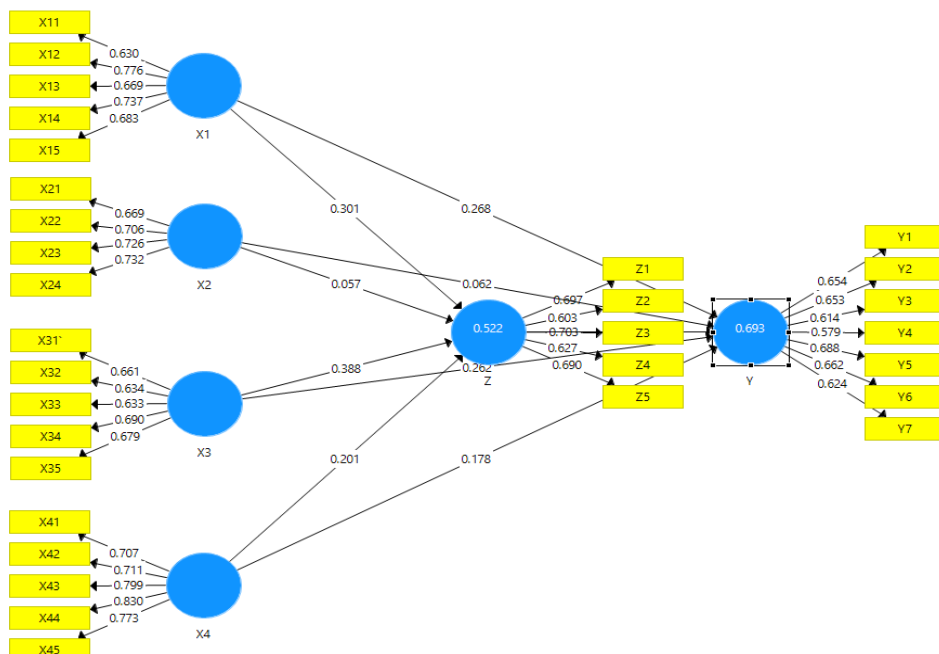 X11
X12
X13
X14
X15
0.630
0.776
0.669
0.737
0.683
X1
X21
X22
X23
X24
0.669
0.706
0.726
0.732
X2
X31`
X32
X33
X34
X35
0.661
0.634
0.633
0.690
0.679
X3
X41
X42
X43
X44
X45
0.707
0.711
0.799
0.830
0.773
X4
0.301
0.268
0.057
0.062
0.388
0.262
0.201
0.178
0.522
Z
0.697
0.603
0.703
0.627
0.690
Z1
Z2
Z3
Z4
Z5
0.693
Y
0.654
0.653
0.614
0.579
0.688
0.662
0.624
Y1
Y2
Y3
Y4
Y5
Y6
Y7